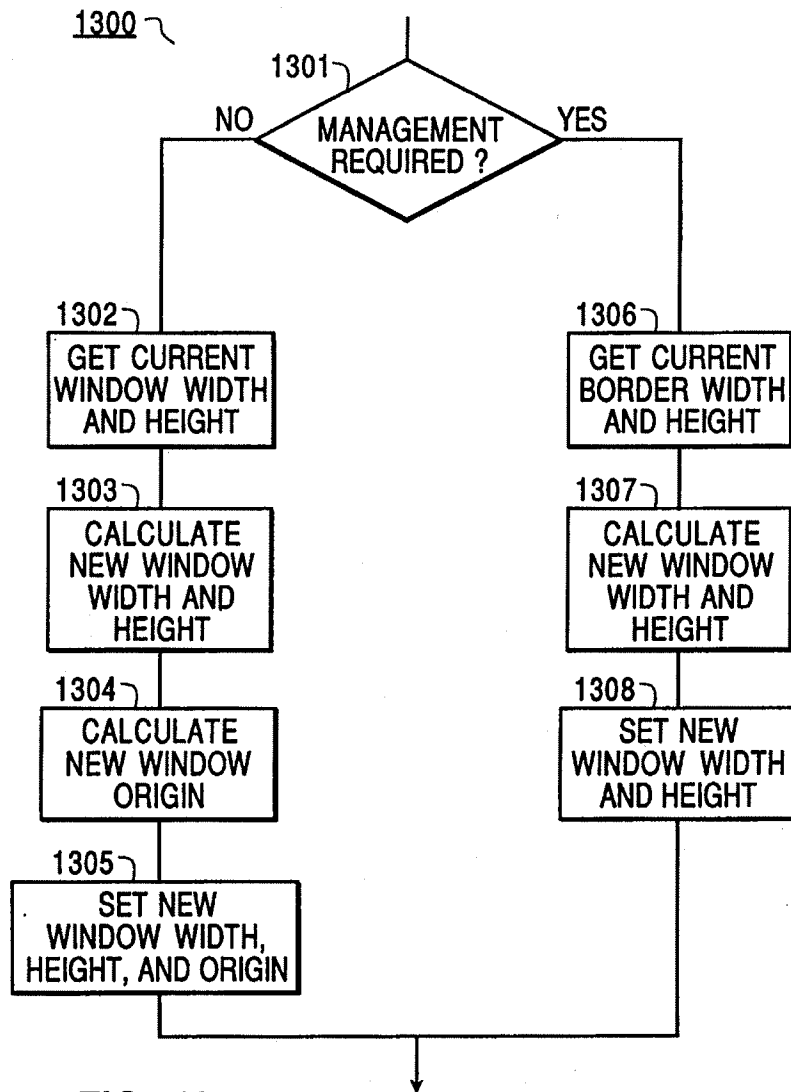 1300
1301
NO
YES
MANAGEMENT
REQUIRED ?
1302
GET CURRENT
WINDOW WIDTH
AND HEIGHT
1303
CALCULATE
NEW WINDOW
WIDTH AND
HEIGHT
1304
CALCULATE
NEW WINDOW
ORIGIN
1305
SET NEW
WINDOW WIDTH,
HEIGHT, AND ORIGIN
1306
GET CURRENT
BORDER WIDTH
AND HEIGHT
1307
CALCULATE
NEW WINDOW
WIDTH AND
HEIGHT
1308
SET NEW
WINDOW WIDTH
AND HEIGHT